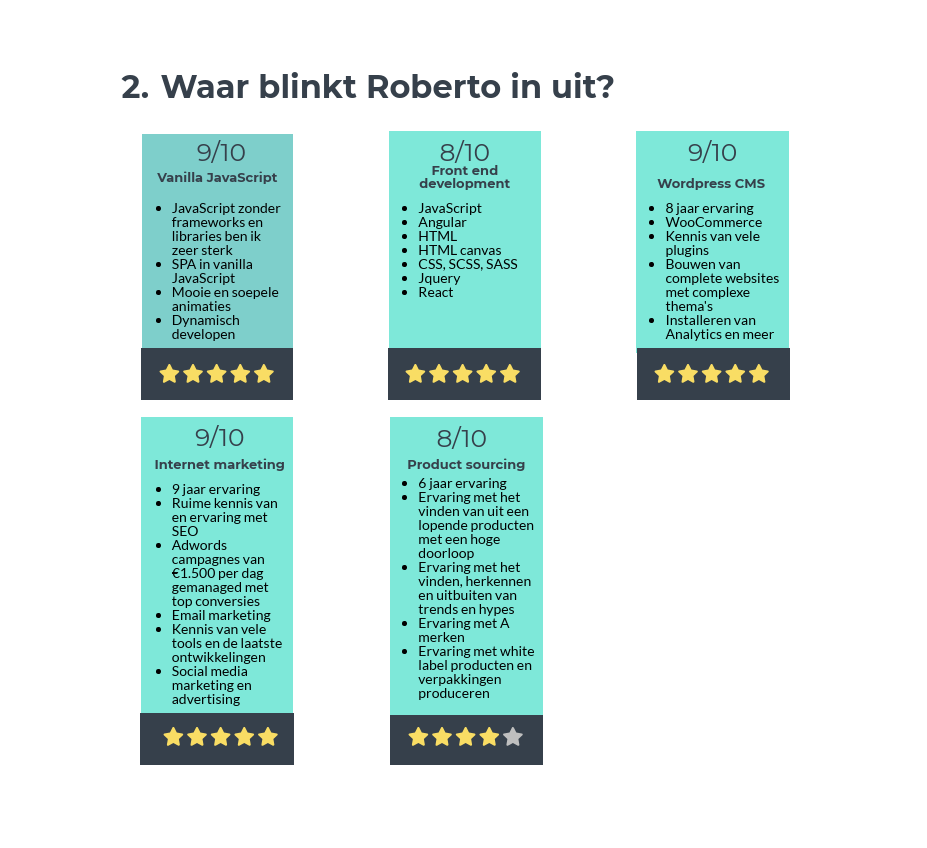 2. Waar blinkt Roberto in uit?
9/10
Vanilla JavaScript
• JavaScript zonder
frameworks en
libraries ben ik
zeer sterk
• SPA in vanilla
JavaScript
• Mooie en soepele
animaties
• Dynamisch
developen
8/10
Front end
development
• JavaScript
• Angular
• HTML
• HTML canvas
• CSS, SCSS, SASS
• Jquery
• React
9/10
Wordpress CMS
• 8 jaar ervaring
• WooCommerce
• Kennis van vele
plugins
• Bouwen van
complete websites
met complexe
thema's
• Installeren van
Analytics en meer
9/10
Internet marketing
• 9 jaar ervaring
• Ruime kennis van
en ervaring met
SEO
• Adwords
campagnes van
€1.500 per dag
gemanaged met
top conversies
• Email marketing
• Kennis van vele
tools en de laatste
ontwikkelingen
• Social media
marketing en
advertising
8/10
Product sourcing
• 6 jaar ervaring
• Ervaring met het
vinden van uit een
lopende producten
met een hoge
doorloop
• Ervaring met het
vinden, herkennen
en uitbuiten van
trends en hypes
• Ervaring met A
merken
• Ervaring met white
label producten en
verpakkingen
produceren